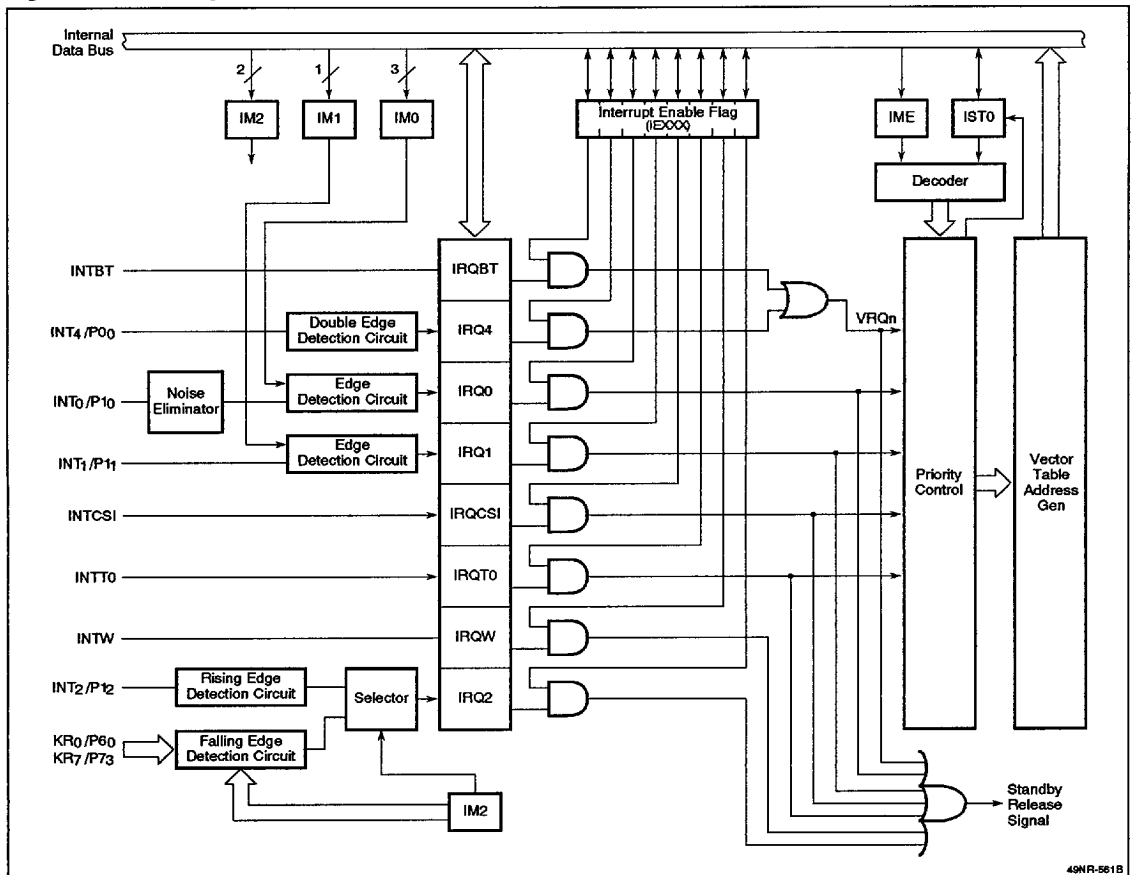 Internal
Data Bus
2
1
3
IM2
IM1
IM0
Interrupt Enable Flag
(IEXXX)
IME
IST0
Decoder
INTBT
IRQBT
INT4/P00
Double Edge
Detection Circuit
IRQ4
VRQn
INT0/P10
Noise
Eliminator
Edge
Detection Circuit
IRQ0
INT1/P11
Edge
Detection Circuit
IRQ1
Priority
Control
Vector
Table
Address
Gen
INTCSI
IRQCSI
INTT0
IRQT0
INTW
IRQW
INT2/P12
Rising Edge
Detection Circuit
Selector
IRQ2
KR0/P60
KR7/P73
Falling Edge
Detection Circuit
IM2
Standby
Release
Signal
49NR-561B